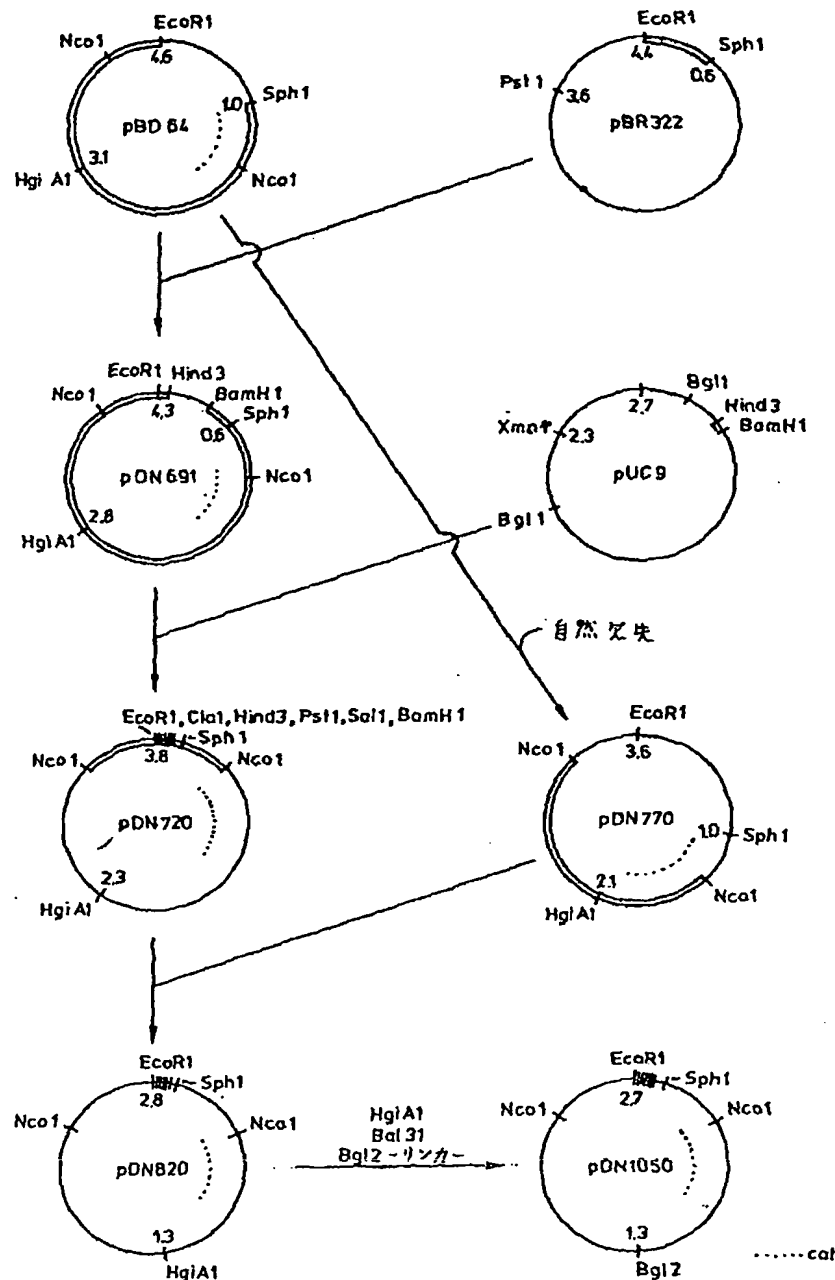 EcoR1
Nco1
4,6
Sph1
1,0
pBD 64
3,1
Hgi A1
Nco1
EcoR1
4,4
Sph1
0,6
Pst 1
3,6
pBR322
EcoR1
Hind3
Nco1
4,3
BamH1
Sph1
0,6
pDN691
Nco1
2,8
HgiA1
2,7
Bgl1
Hind3
BamH1
2,3
pUC9
Bgl1
自然欠失
EcoR1, Cla1, Hind3, Pst1, Sal1, BamH1
Sph1
Nco1
3,8
Nco1
pDN720
2,3
HgiA1
EcoR1
Nco1
3,6
pDN770
1,0
Sph1
2,1
HgiA1
Nco1
EcoR1
Sph1
2,8
Nco1
Nco1
pDN820
1,3
HgiA1
HgiA1
Bal31
Bgl2-リンカー
EcoR1
Sph1
2,7
Nco1
Nco1
pDN1050
1,3
Bgl2
......cat